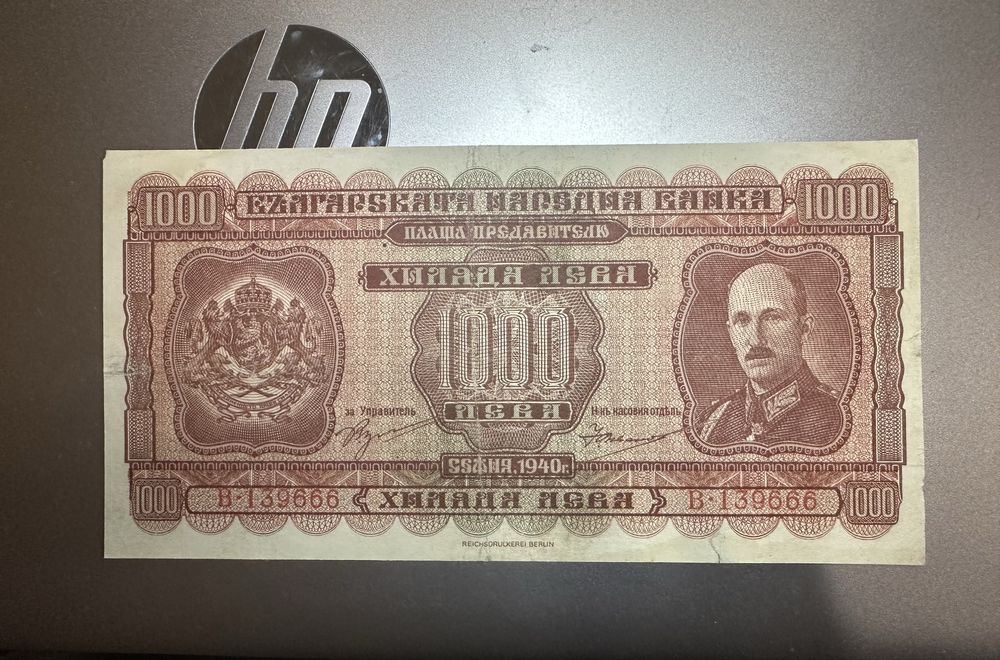 hp
1000 БЪЛГАРСКАТА НАРОДНА БАНКА 1000
ПЛАЩА ПРЕДЯВИТЕЛЮ
ХИЛЯДА ЛЕВА
1000
ЛЕВА
за Управитель
Н-къ касовия отдѣлъ
СОФИЯ, 1940 г.
1000 В·139666 ХИЛЯДА ЛЕВА В·139666 1000
REICHSDRUCKEREI BERLIN